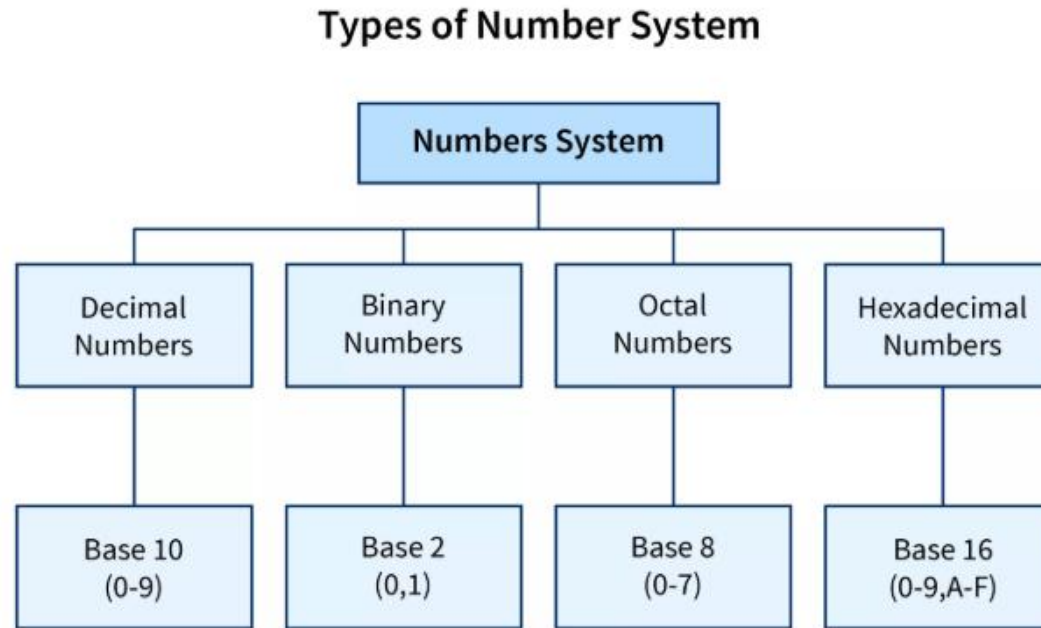 Types of Number System
Numbers System
Decimal
Numbers
Binary
Numbers
Octal
Numbers
Hexadecimal
Numbers
Base 10
(0-9)
Base 2
(0,1)
Base 8
(0-7)
Base 16
(0-9,A-F)